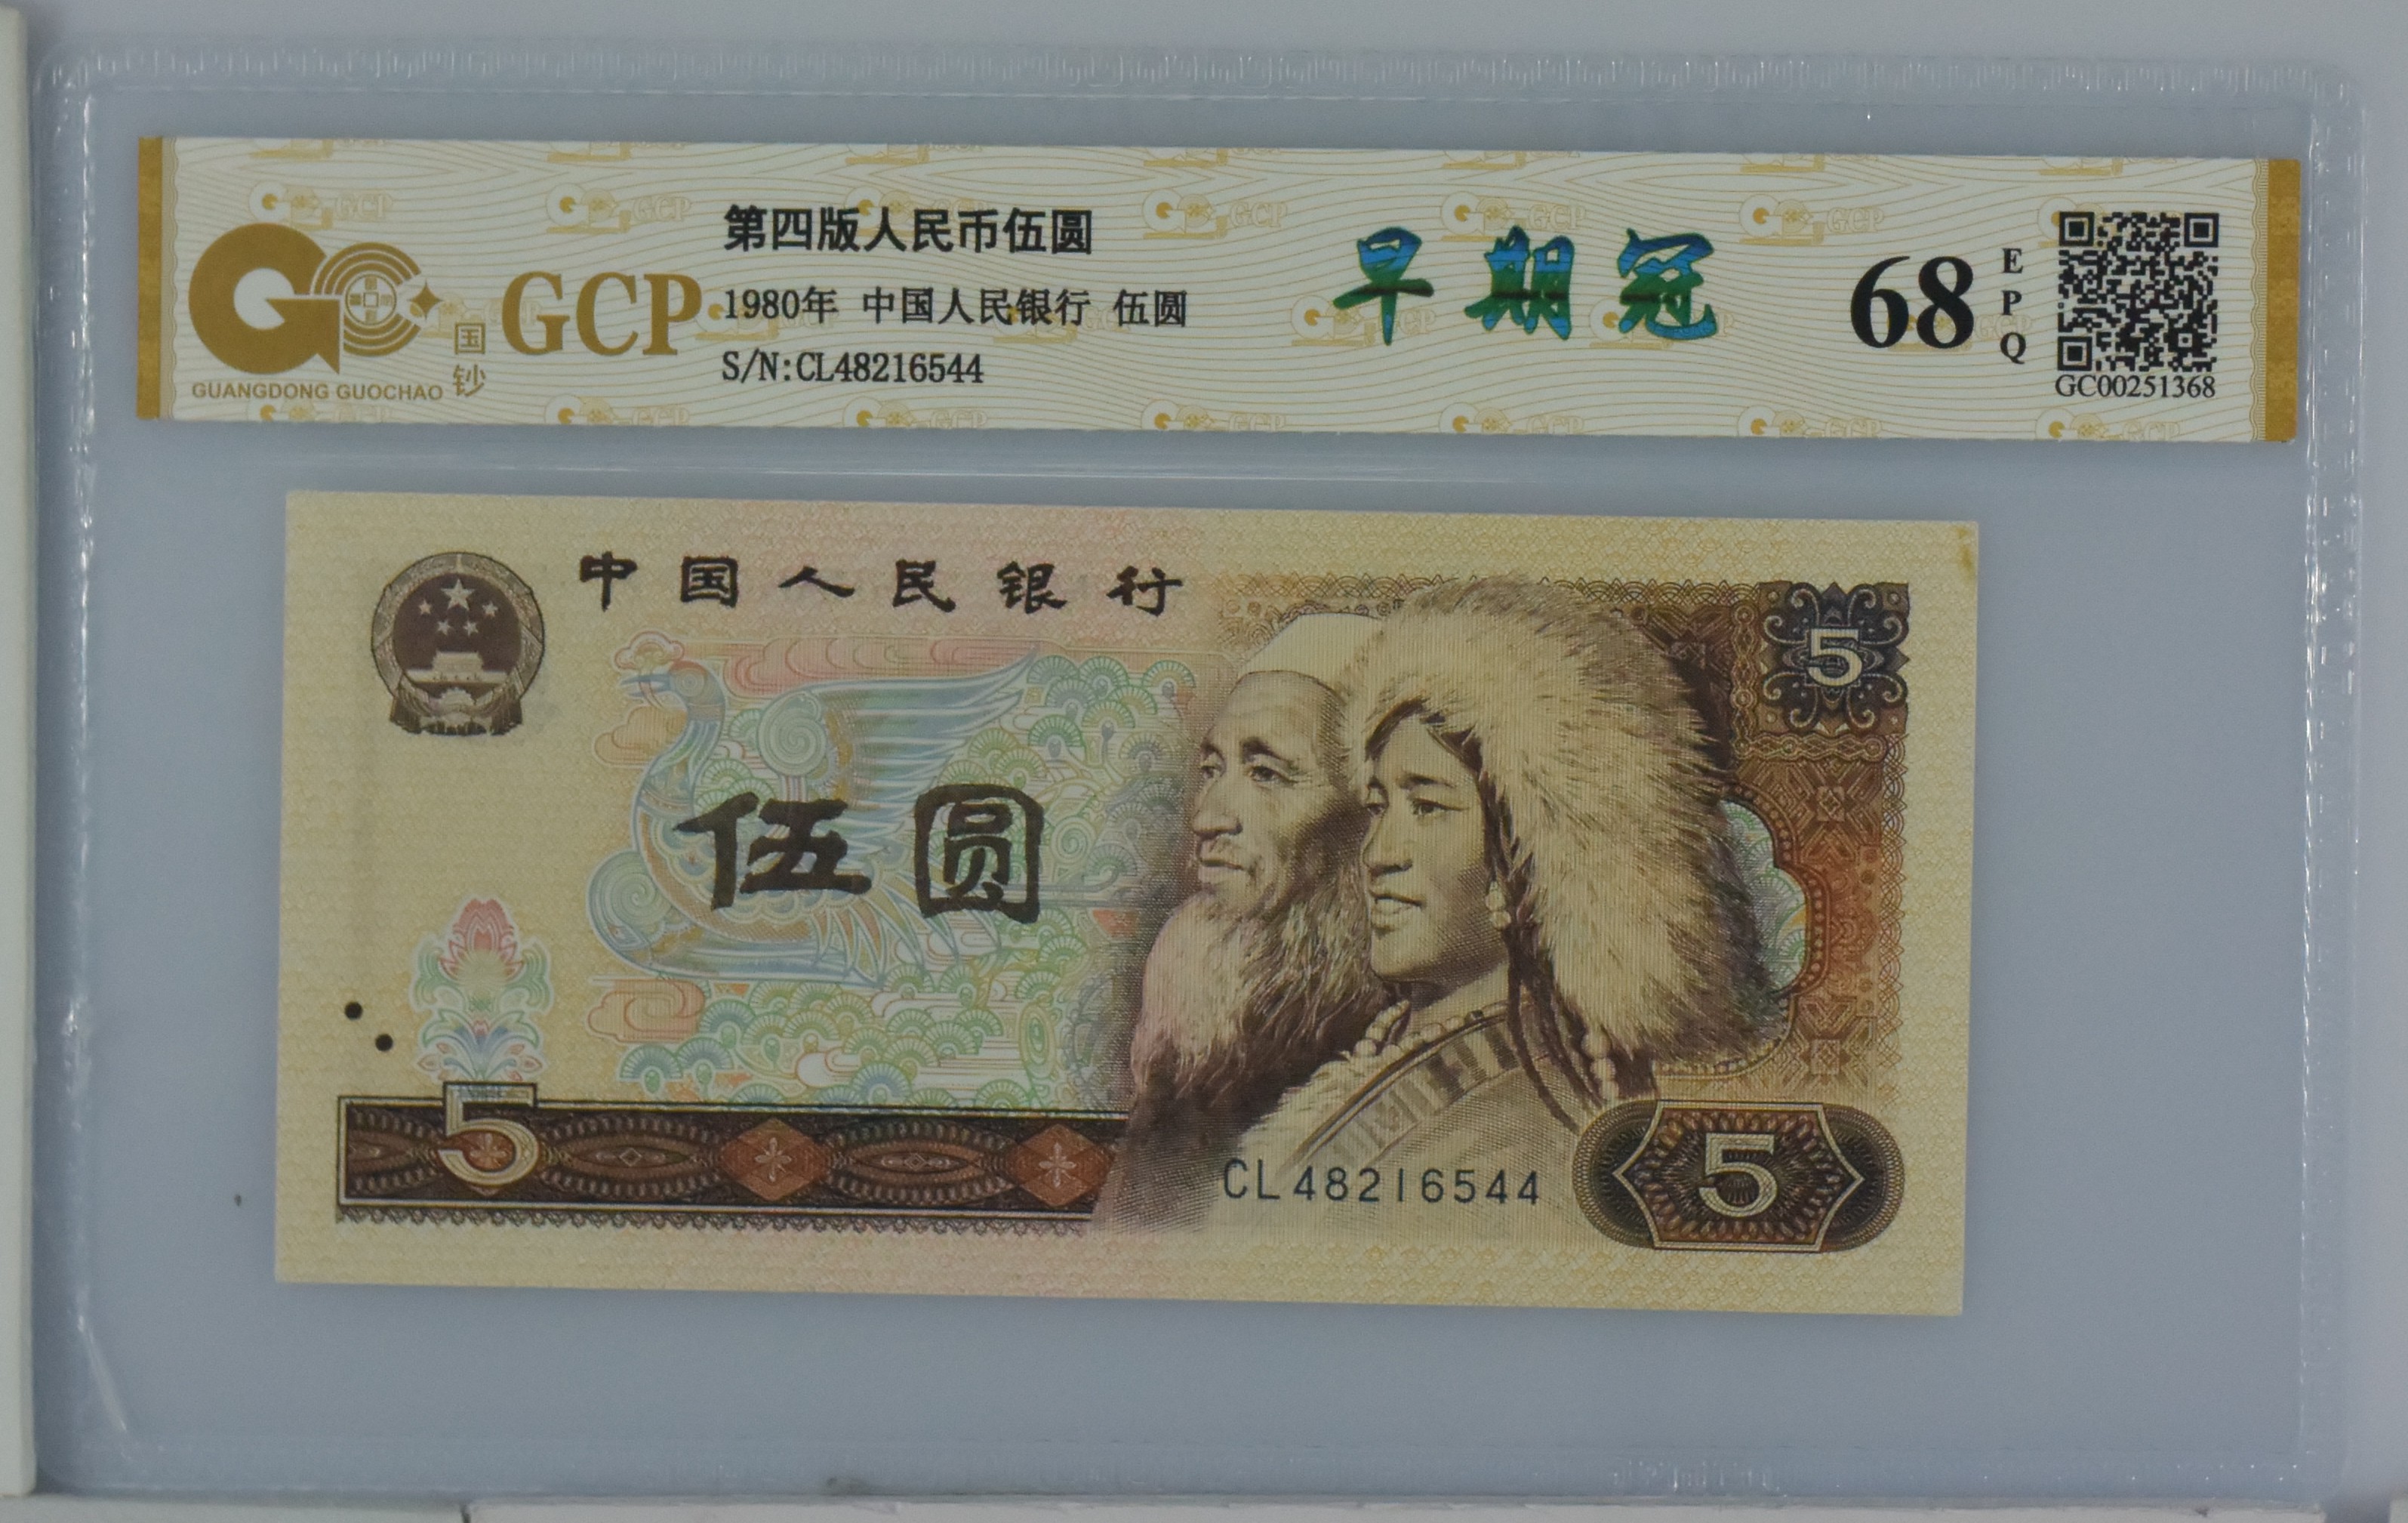 第四版人民币伍圆
1980年 中国人民银行 伍圆
S/N:CL48216544
GCP
国钞
GUANGDONG GUOCHAO
早期冠
68
EPQ
GC00251368
中国人民银行
5
伍圆
5
CL48216544
5